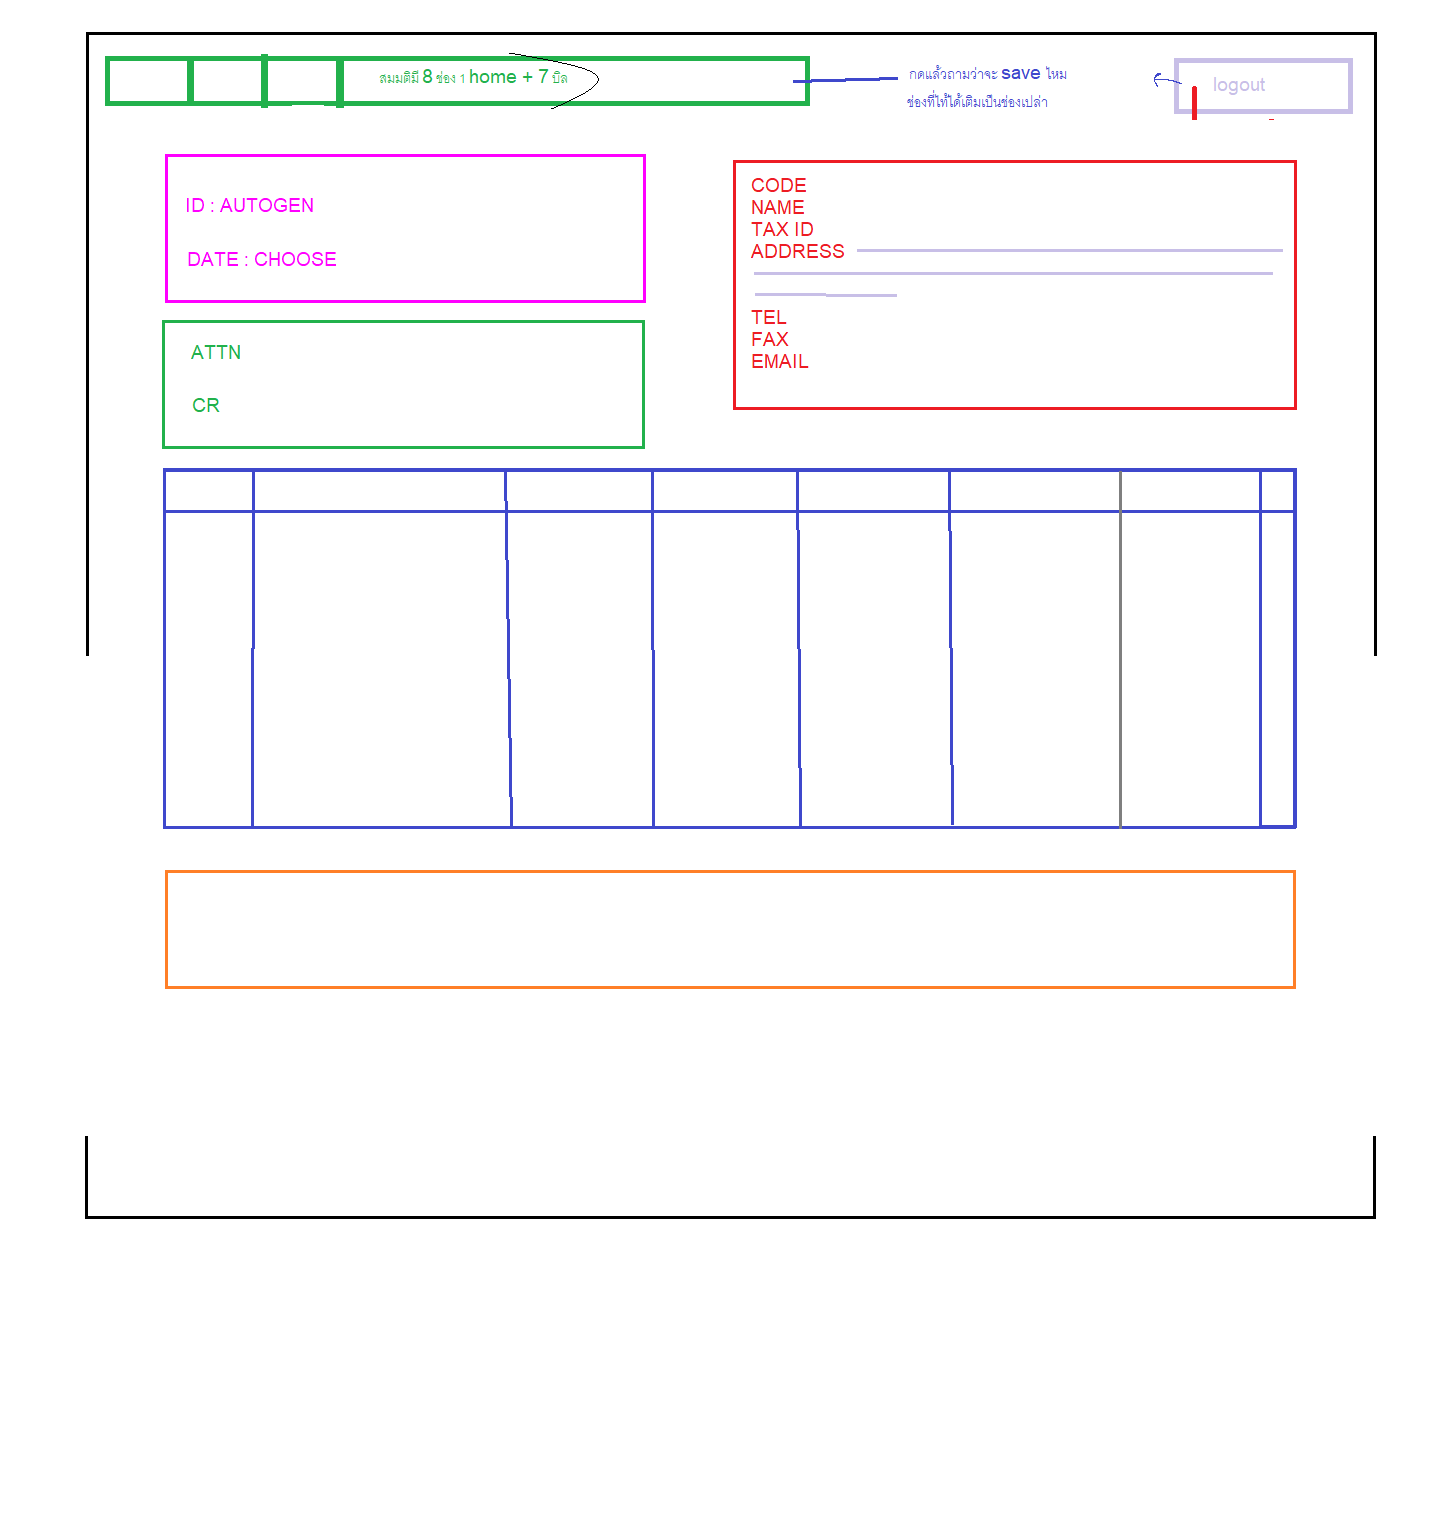 สมมติมี 8 ช่อง 1 home + 7 บิล
กดแล้วถามว่าจะ save ไหม
ช่องที่ไท้ได้เติมเป็นช่องเปล่า
logout
ID : AUTOGEN
DATE : CHOOSE
CODE
NAME
TAX ID
ADDRESS
TEL
FAX
EMAIL
ATTN
CR